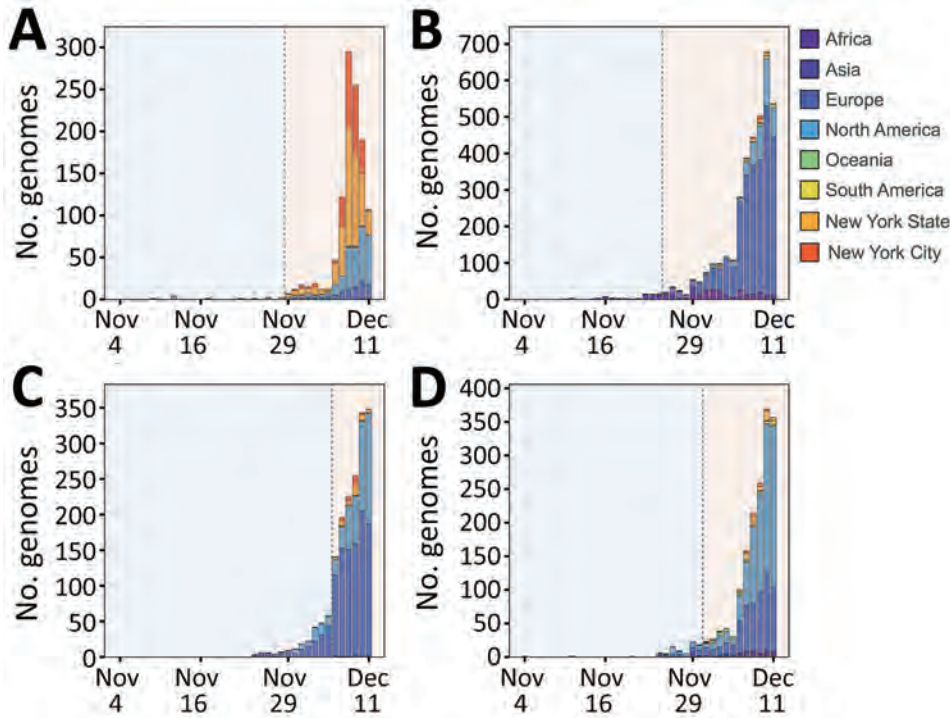 A
No. genomes
300
250
200
150
100
50
0
Nov 4
Nov 16
Nov 29
Dec 11
B
No. genomes
700
600
500
400
300
200
100
0
Nov 4
Nov 16
Nov 29
Dec 11
Africa
Asia
Europe
North America
Oceania
South America
New York State
New York City
C
No. genomes
350
300
250
200
150
100
50
0
Nov 4
Nov 16
Nov 29
Dec 11
D
No. genomes
400
350
300
250
200
150
100
50
0
Nov 4
Nov 16
Nov 29
Dec 11